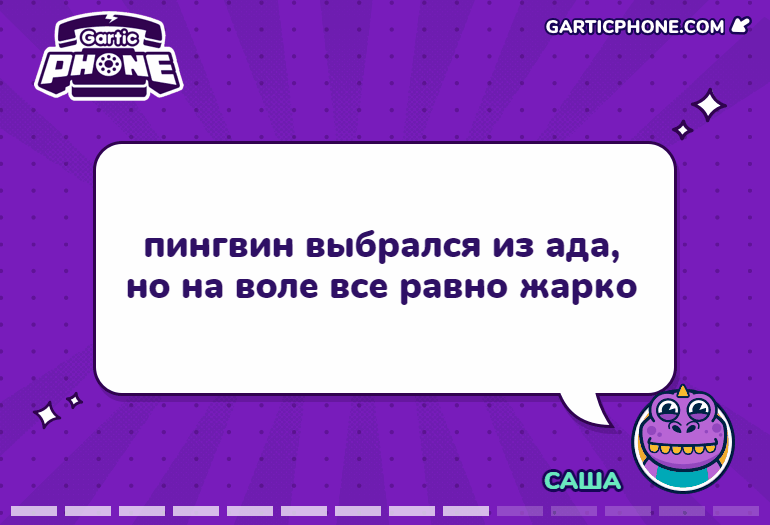 Gartic
PHONE
GARTICPHONE.COM
пингвин выбрался из ада,
но на воле все равно жарко
САША